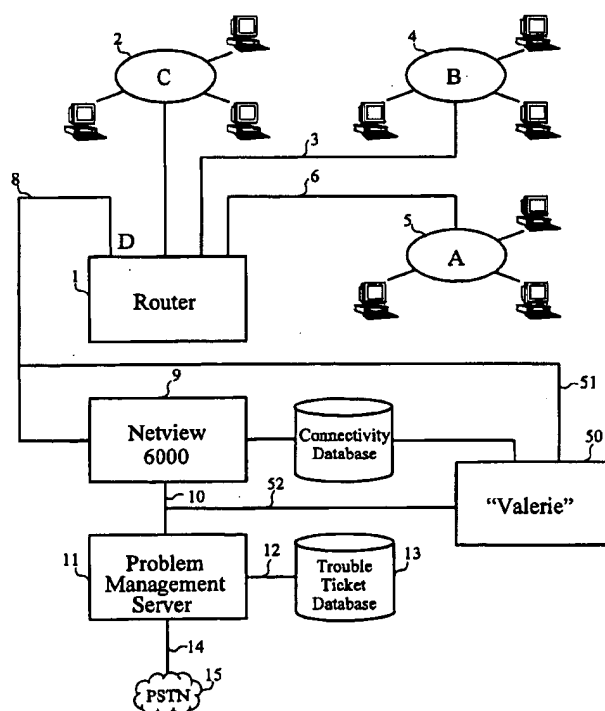 2
C
4
B
3
8
6
D
5
A
1
Router
9
51
Netview
6000
Connectivity
Database
50
10
52
"Valerie"
11
Problem
Management
Server
12
Trouble
Ticket
Database
13
14
PSTN
15